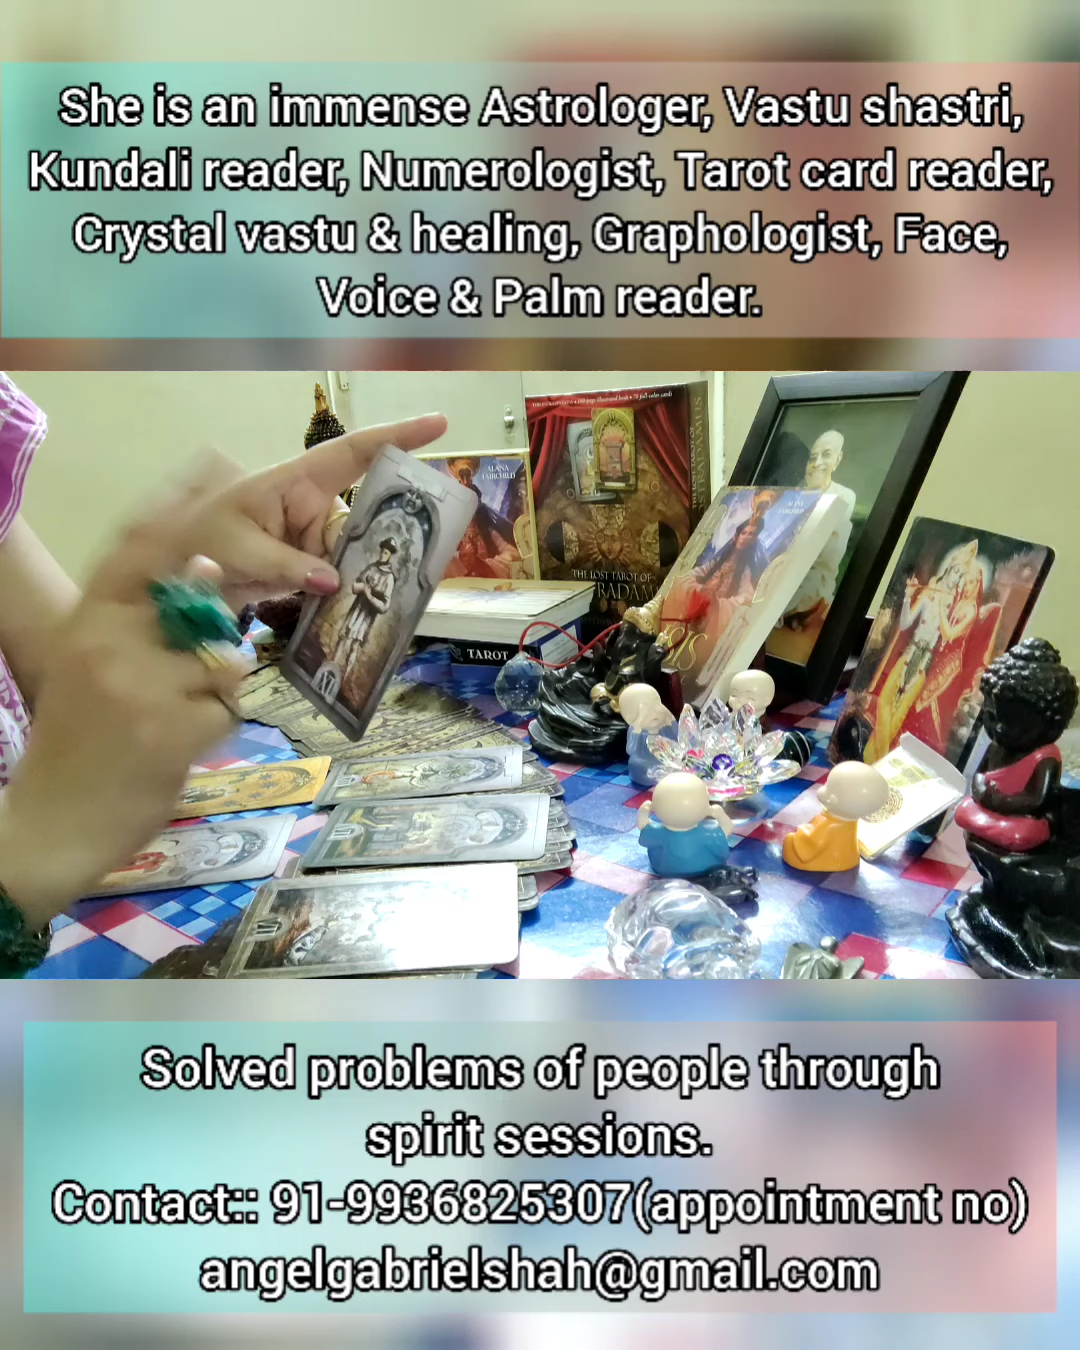 She is an immense Astrologer, Vastu shastri,
Kundali reader, Numerologist, Tarot card reader,
Crystal vastu & healing, Graphologist, Face,
Voice & Palm reader.
ALANA
FAIRCHILD
THE LOST TAROT OF
TAROT
Solved problems of people through
spirit sessions.
Contact:: 91-9936825307(appointment no)
angelgabrielshah@gmail.com